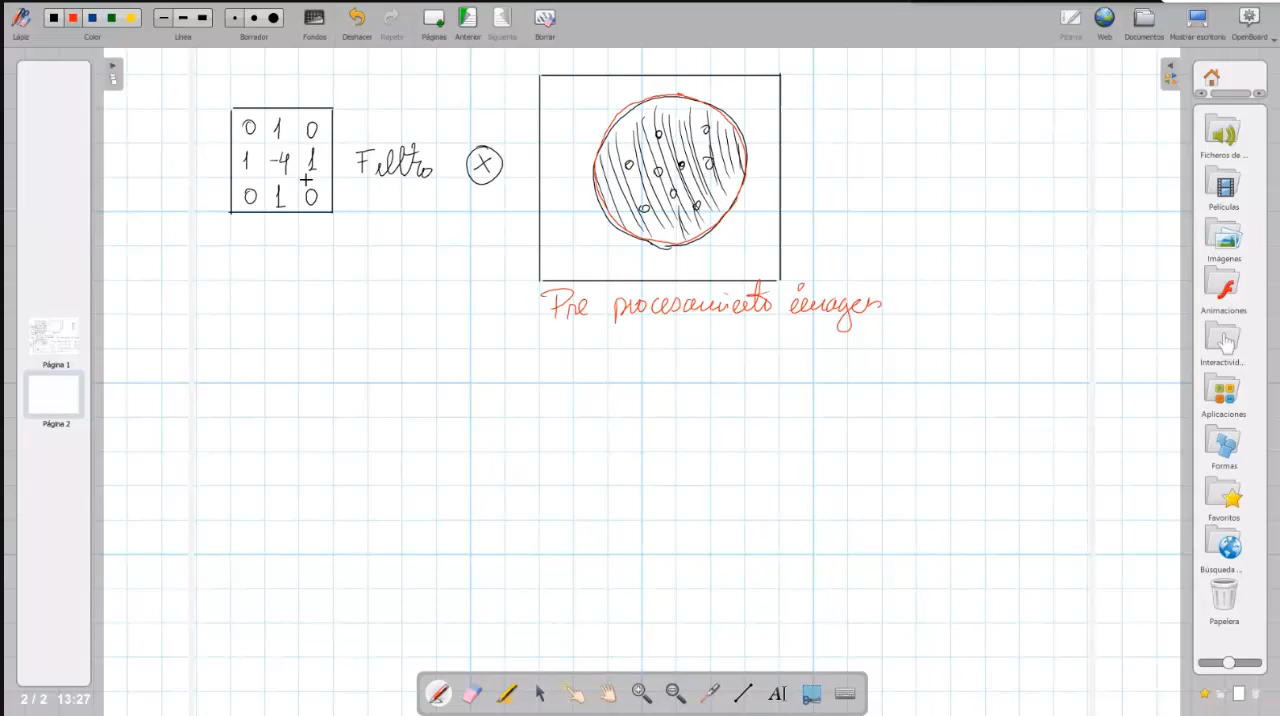 Lápiz
Color
Línea
Borrador
Fondos
Deshacer
Repetir
Páginas
Anterior
Siguiente
Borrar
Pizarra
Web
Documentos
Mostrar escritorio
OpenBoard
0 1 0
1 -4 1
0 1 0
Filtro
X
Pre procesamiento imagen
Página 1
Página 2
Ficheros de ...
Películas
Imágenes
Animaciones
Interactivid...
Aplicaciones
Formas
Favoritos
Búsqueda ...
Papelera
2 / 2 13:27
AI